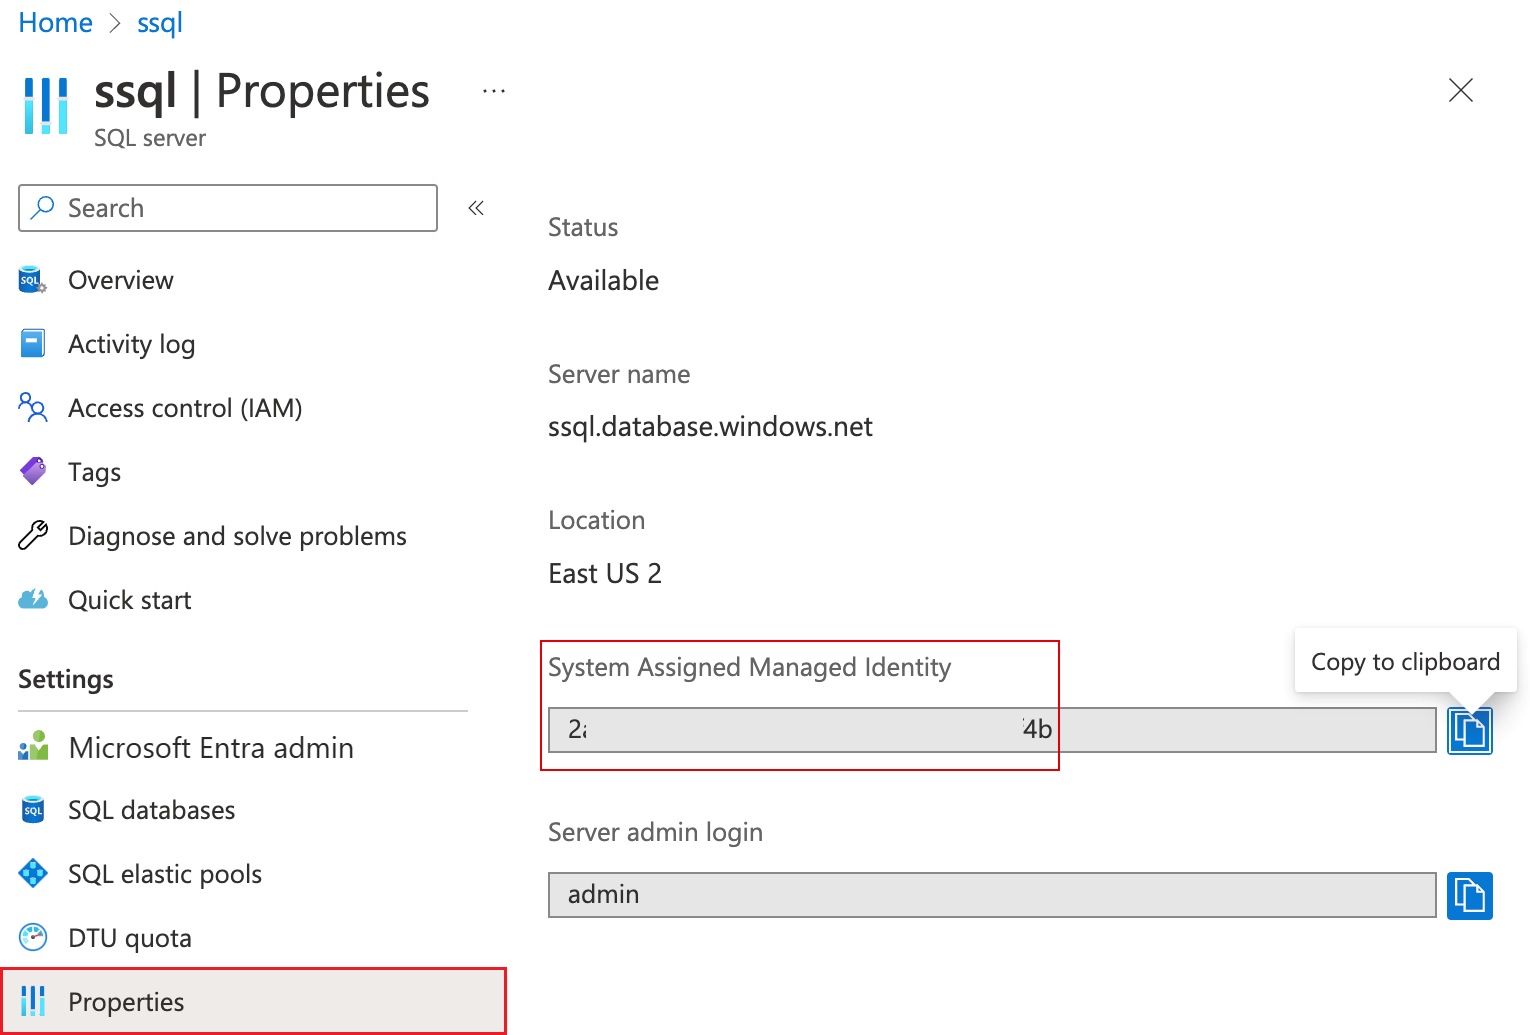 Home > ssql
ssql | Properties ...
SQL server
Search
«
Overview
Activity log
Access control (IAM)
Tags
Diagnose and solve problems
Quick start
Settings
Microsoft Entra admin
SQL databases
SQL elastic pools
DTU quota
Properties
Status
Available
Server name
ssql.database.windows.net
Location
East US 2
System Assigned Managed Identity
Copy to clipboard
4b
Server admin login
admin